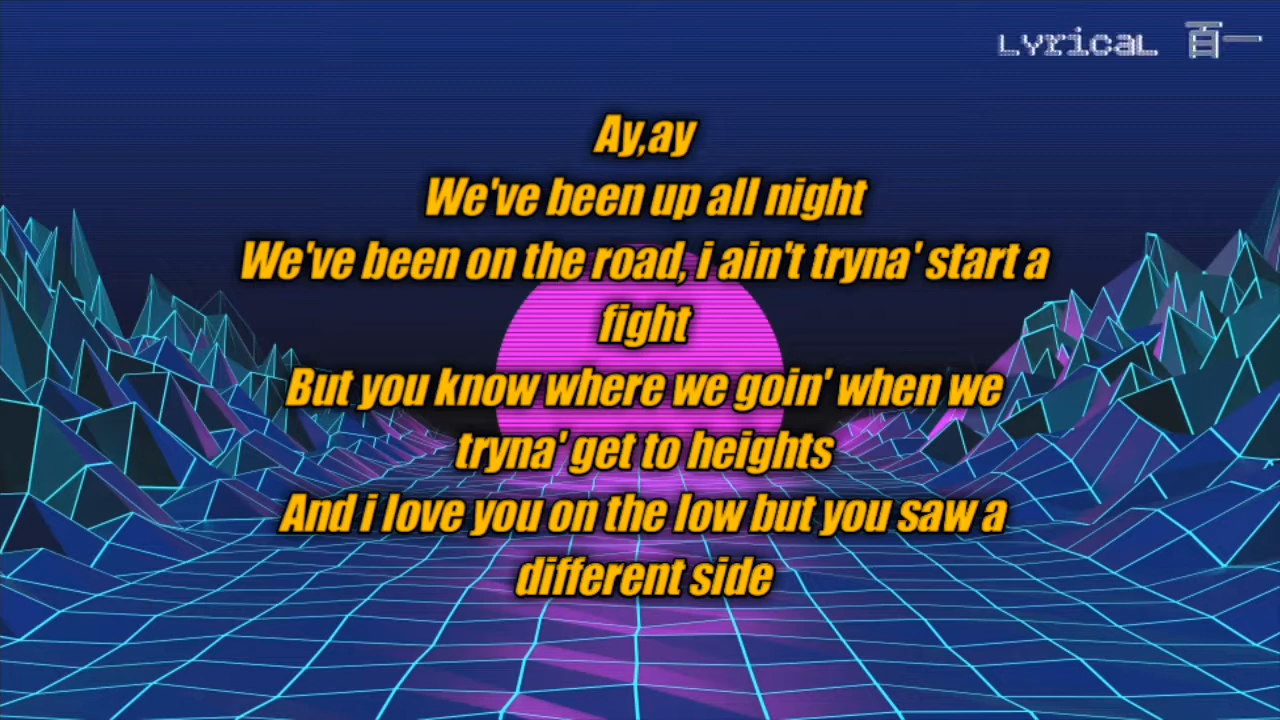 Lyrical 百一
Ay,ay
We've been up all night
We've been on the road, i ain't tryna' start a
fight
But you know where we goin' when we
tryna' get to heights
And i love you on the low but you saw a
different side